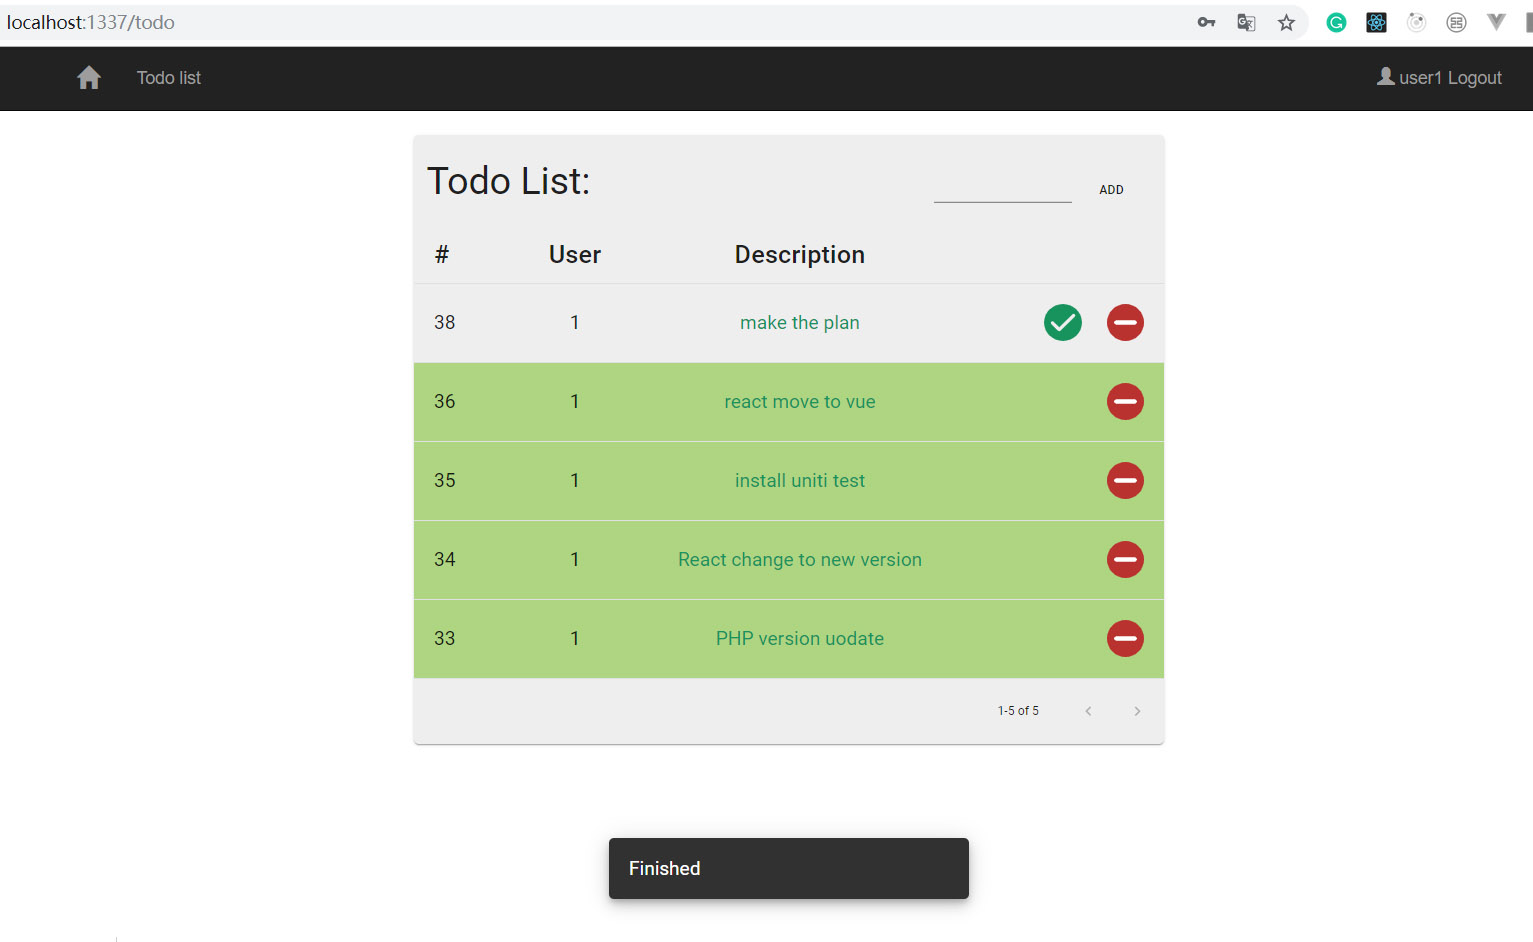 localhost:1337/todo
Todo list
user1 Logout
Todo List:
ADD
# User Description
38 1 make the plan
36 1 react move to vue
35 1 install uniti test
34 1 React change to new version
33 1 PHP version uodate
1-5 of 5
Finished